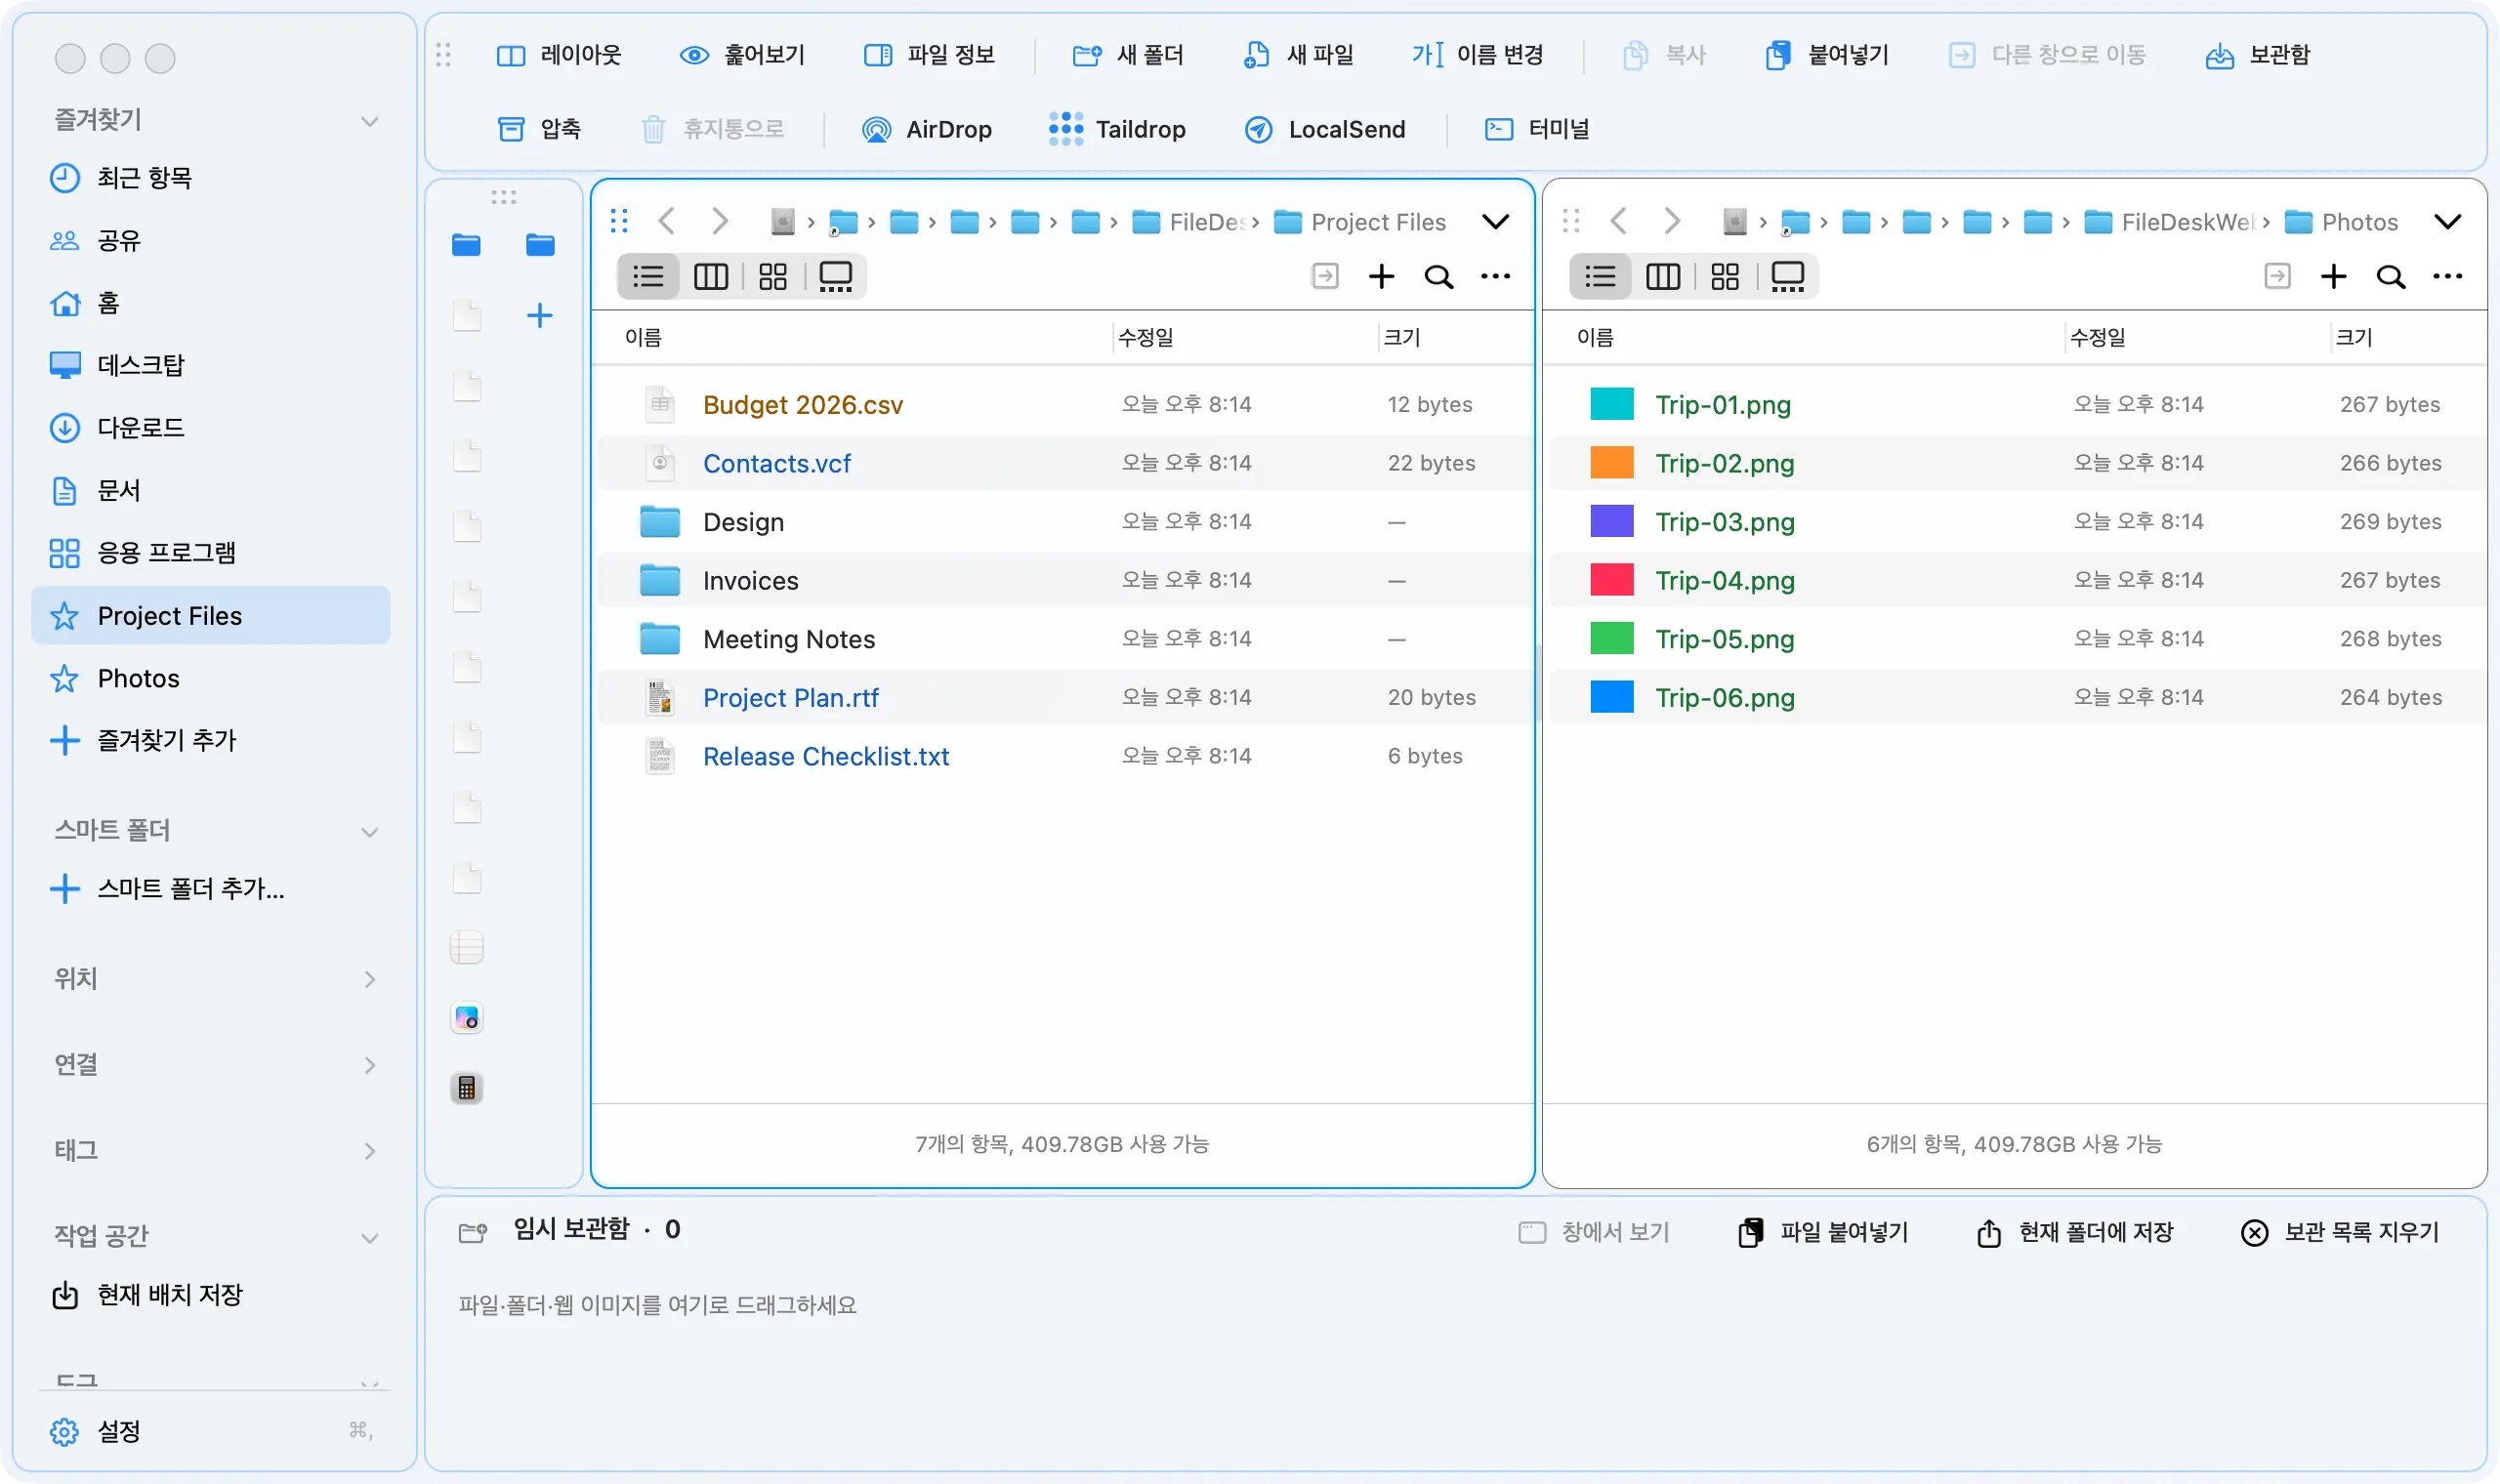 즐겨찾기
최근 항목
공유
홈
데스크탑
다운로드
문서
응용 프로그램
Project Files
Photos
즐겨찾기 추가
스마트 폴더
스마트 폴더 추가...
위치
연결
태그
작업 공간
현재 배치 저장
설정 ⌘,
레이아웃 훑어보기 파일 정보 새 폴더 새 파일 이름 변경 복사 붙여넣기 다른 창으로 이동 보관함
압축 휴지통으로 AirDrop Taildrop LocalSend 터미널
Project Files
이름 수정일 크기
Budget 2026.csv 오늘 오후 8:14 12 bytes
Contacts.vcf 오늘 오후 8:14 22 bytes
Design 오늘 오후 8:14 —
Invoices 오늘 오후 8:14 —
Meeting Notes 오늘 오후 8:14 —
Project Plan.rtf 오늘 오후 8:14 20 bytes
Release Checklist.txt 오늘 오후 8:14 6 bytes
7개의 항목, 409.78GB 사용 가능
Photos
이름 수정일 크기
Trip-01.png 오늘 오후 8:14 267 bytes
Trip-02.png 오늘 오후 8:14 266 bytes
Trip-03.png 오늘 오후 8:14 269 bytes
Trip-04.png 오늘 오후 8:14 267 bytes
Trip-05.png 오늘 오후 8:14 268 bytes
Trip-06.png 오늘 오후 8:14 264 bytes
6개의 항목, 409.78GB 사용 가능
임시 보관함 · 0 창에서 보기 파일 붙여넣기 현재 폴더에 저장 보관 목록 지우기
파일·폴더·웹 이미지를 여기로 드래그하세요